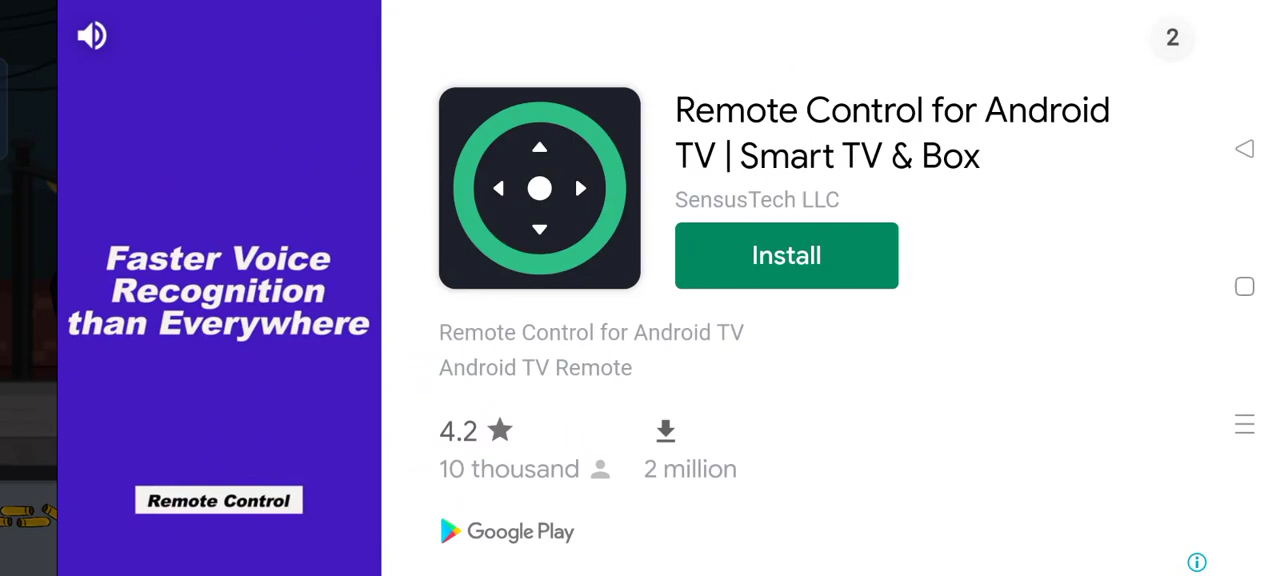 Faster Voice
Recognition
than Everywhere
Remote Control
2
Remote Control for Android
TV | Smart TV & Box
SensusTech LLC
Install
Remote Control for Android TV
Android TV Remote
4.2
10 thousand
2 million
Google Play